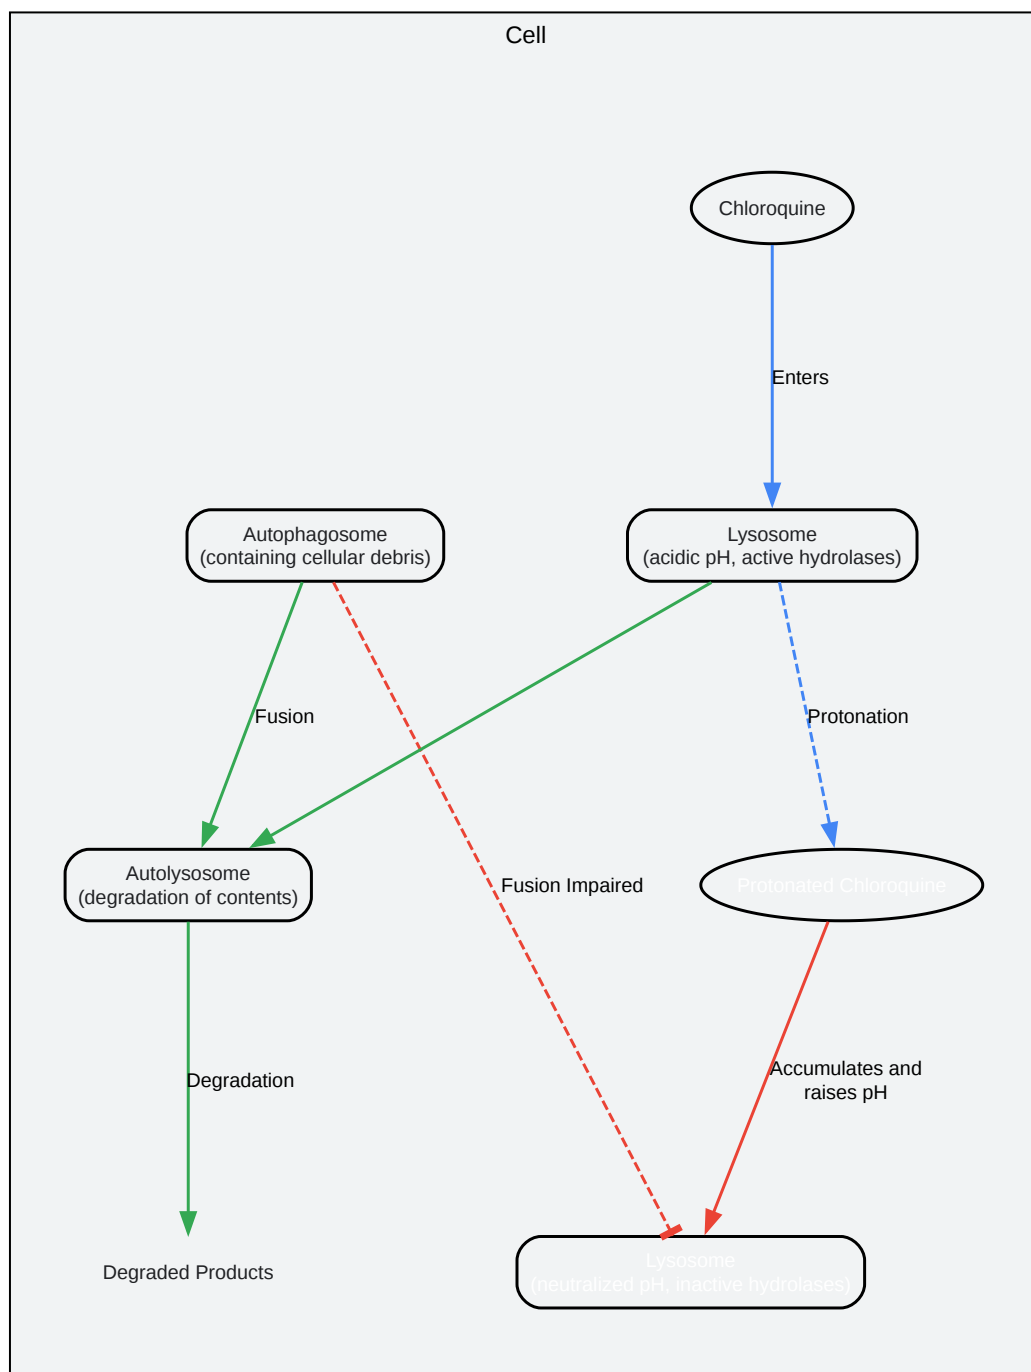 Cell
Chloroquine
Enters
Autophagosome
(containing cellular debris)
Lysosome
(acidic pH, active hydrolases)
Fusion
Protonation
Autolysosome
(degradation of contents)
Fusion Impaired
Protonated Chloroquine
Degradation
Accumulates and
raises pH
Degraded Products
Lysosome
(neutralized pH, inactive hydrolases)